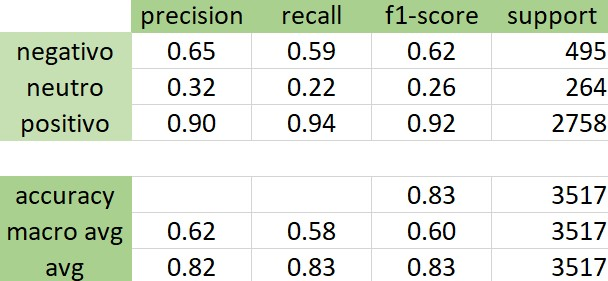 precision recall f1-score support
negativo 0.65 0.59 0.62 495
neutro 0.32 0.22 0.26 264
positivo 0.90 0.94 0.92 2758
accuracy 0.83 3517
macro avg 0.62 0.58 0.60 3517
avg 0.82 0.83 0.83 3517